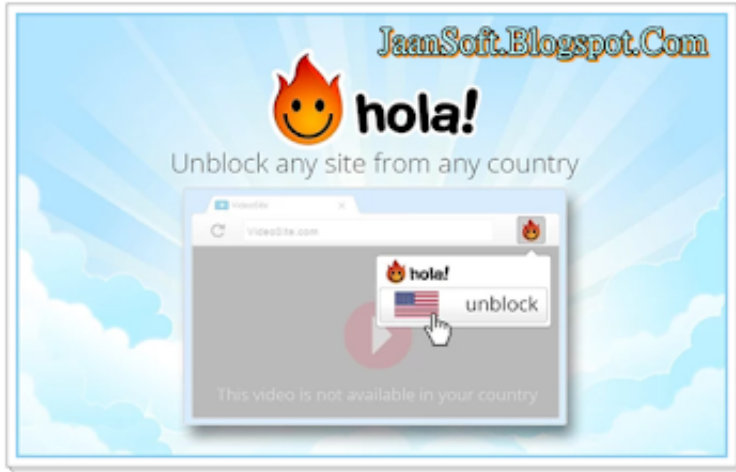 JaanSoft.Blogspot.Com
hola!
Unblock any site from any country
VideoSite
VideoSite.com
hola!
unblock
This video is not available in your country